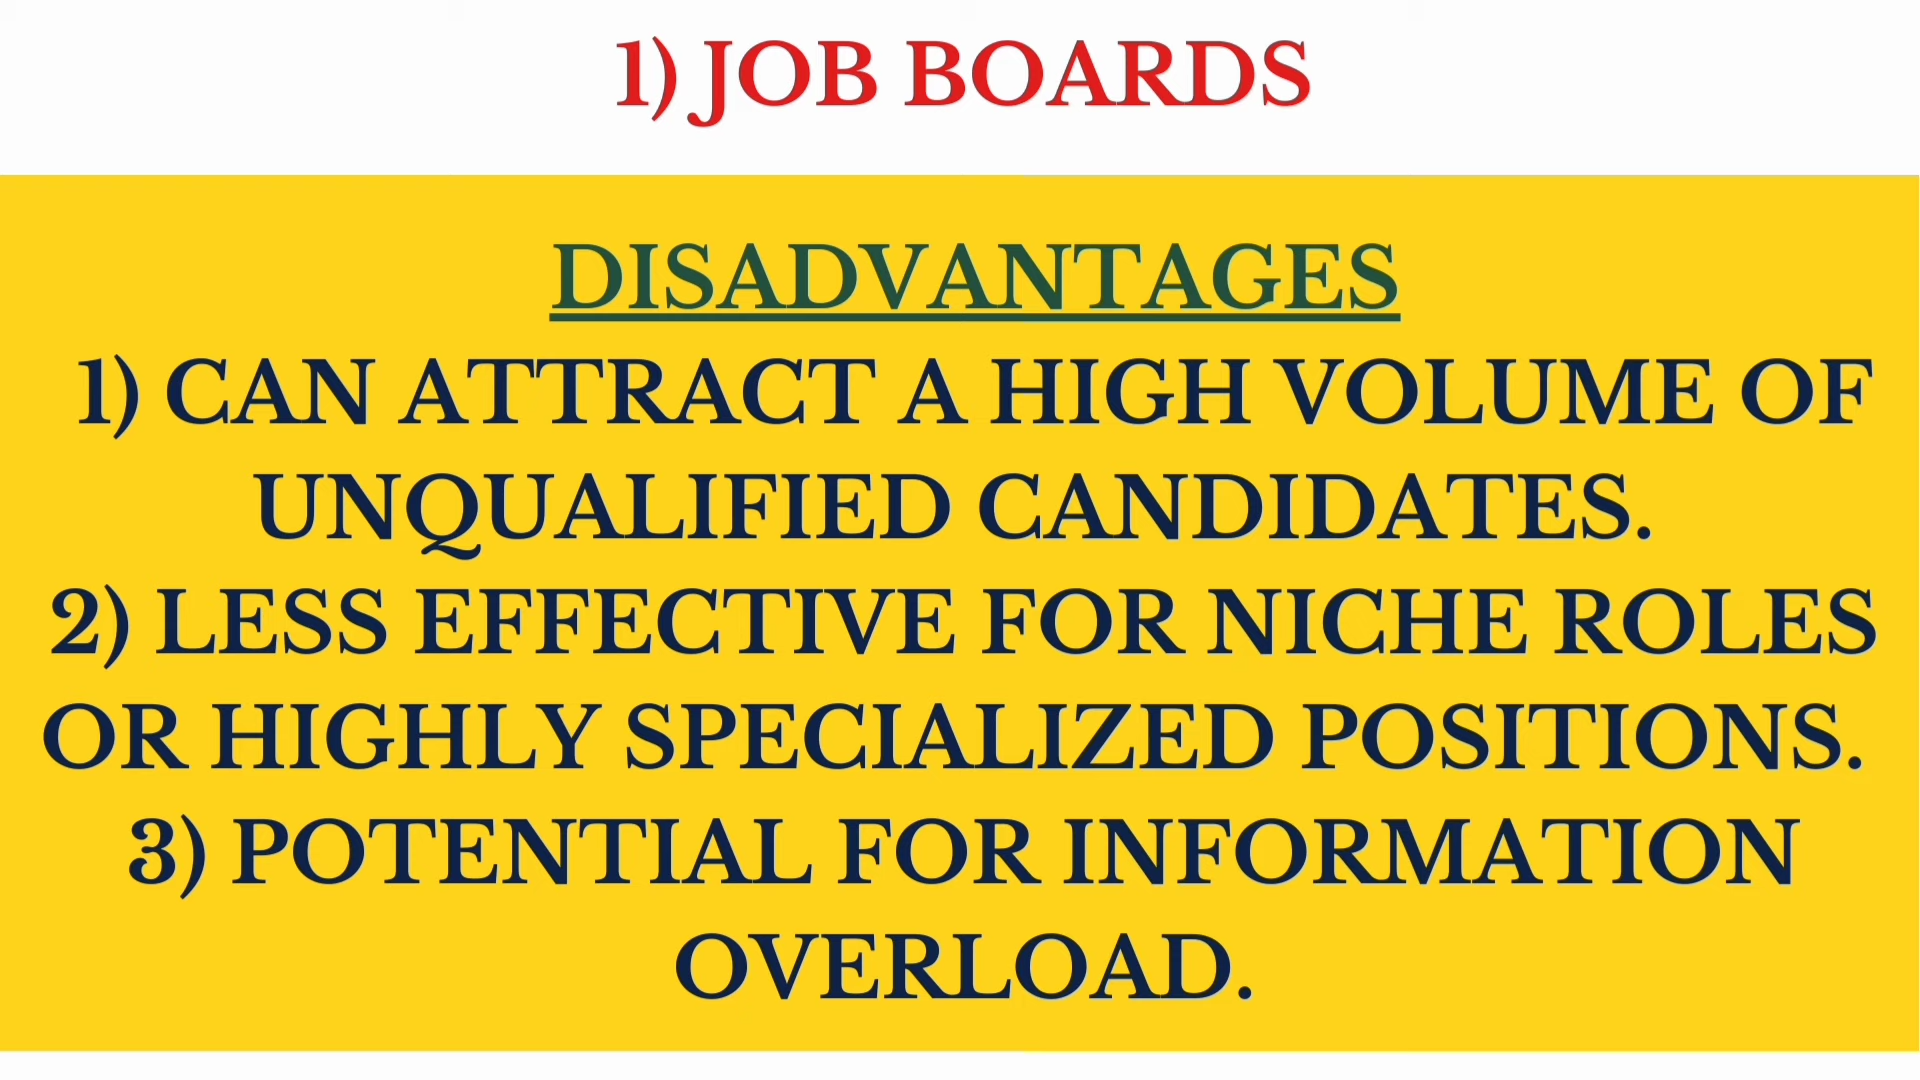 1) JOB BOARDS
DISADVANTAGES
1) CAN ATTRACT A HIGH VOLUME OF
UNQUALIFIED CANDIDATES.
2) LESS EFFECTIVE FOR NICHE ROLES
OR HIGHLY SPECIALIZED POSITIONS.
3) POTENTIAL FOR INFORMATION
OVERLOAD.